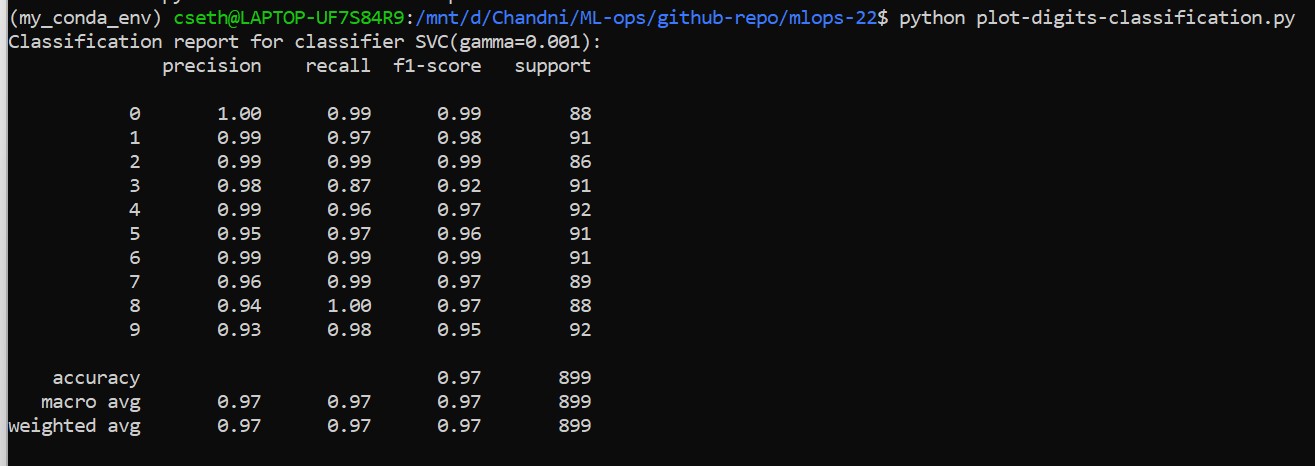 (my_conda_env) cseth@LAPTOP-UF7S84R9:/mnt/d/Chandni/ML-ops/github-repo/mlops-22$ python plot-digits-classification.py
Classification report for classifier SVC(gamma=0.001):
              precision    recall  f1-score   support

           0       1.00      0.99      0.99        88
           1       0.99      0.97      0.98        91
           2       0.99      0.99      0.99        86
           3       0.98      0.87      0.92        91
           4       0.99      0.96      0.97        92
           5       0.95      0.97      0.96        91
           6       0.99      0.99      0.99        91
           7       0.96      0.99      0.97        89
           8       0.94      1.00      0.97        88
           9       0.93      0.98      0.95        92

    accuracy                           0.97       899
   macro avg       0.97      0.97      0.97       899
weighted avg       0.97      0.97      0.97       899